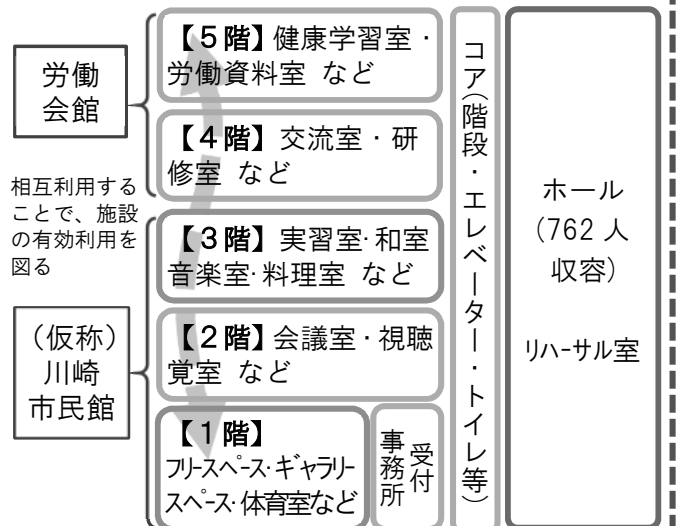 労働
会館
相互利用する
ことで、施設
の有効利用を
図る
（仮称）
川崎
市民館
【５階】健康学習室・
労働資料室 など
【４階】交流室・研
修室 など
【３階】実習室･和室
音楽室･料理室 など
【２階】会議室・視聴
覚室 など
【１階】
フリースペース･ギャラリー
スペース･体育室など
受付
事務所
コア（階段・エレベーター・トイレ等）
ホール
(762 人
収容)
リハーサル室